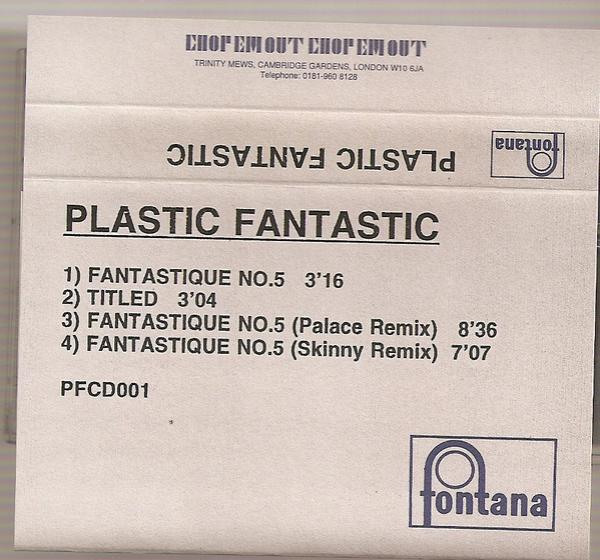 CHOP EM OUT CHOP EM OUT
TRINITY MEWS, CAMBRIDGE GARDENS, LONDON W10 6JA
Telephone: 0181-960 8128
PLASTIC FANTASTIC
fontana
PLASTIC FANTASTIC
1) FANTASTIQUE NO.5 3'16
2) TITLED 3'04
3) FANTASTIQUE NO.5 (Palace Remix) 8'36
4) FANTASTIQUE NO.5 (Skinny Remix) 7'07
PFCD001
fontana